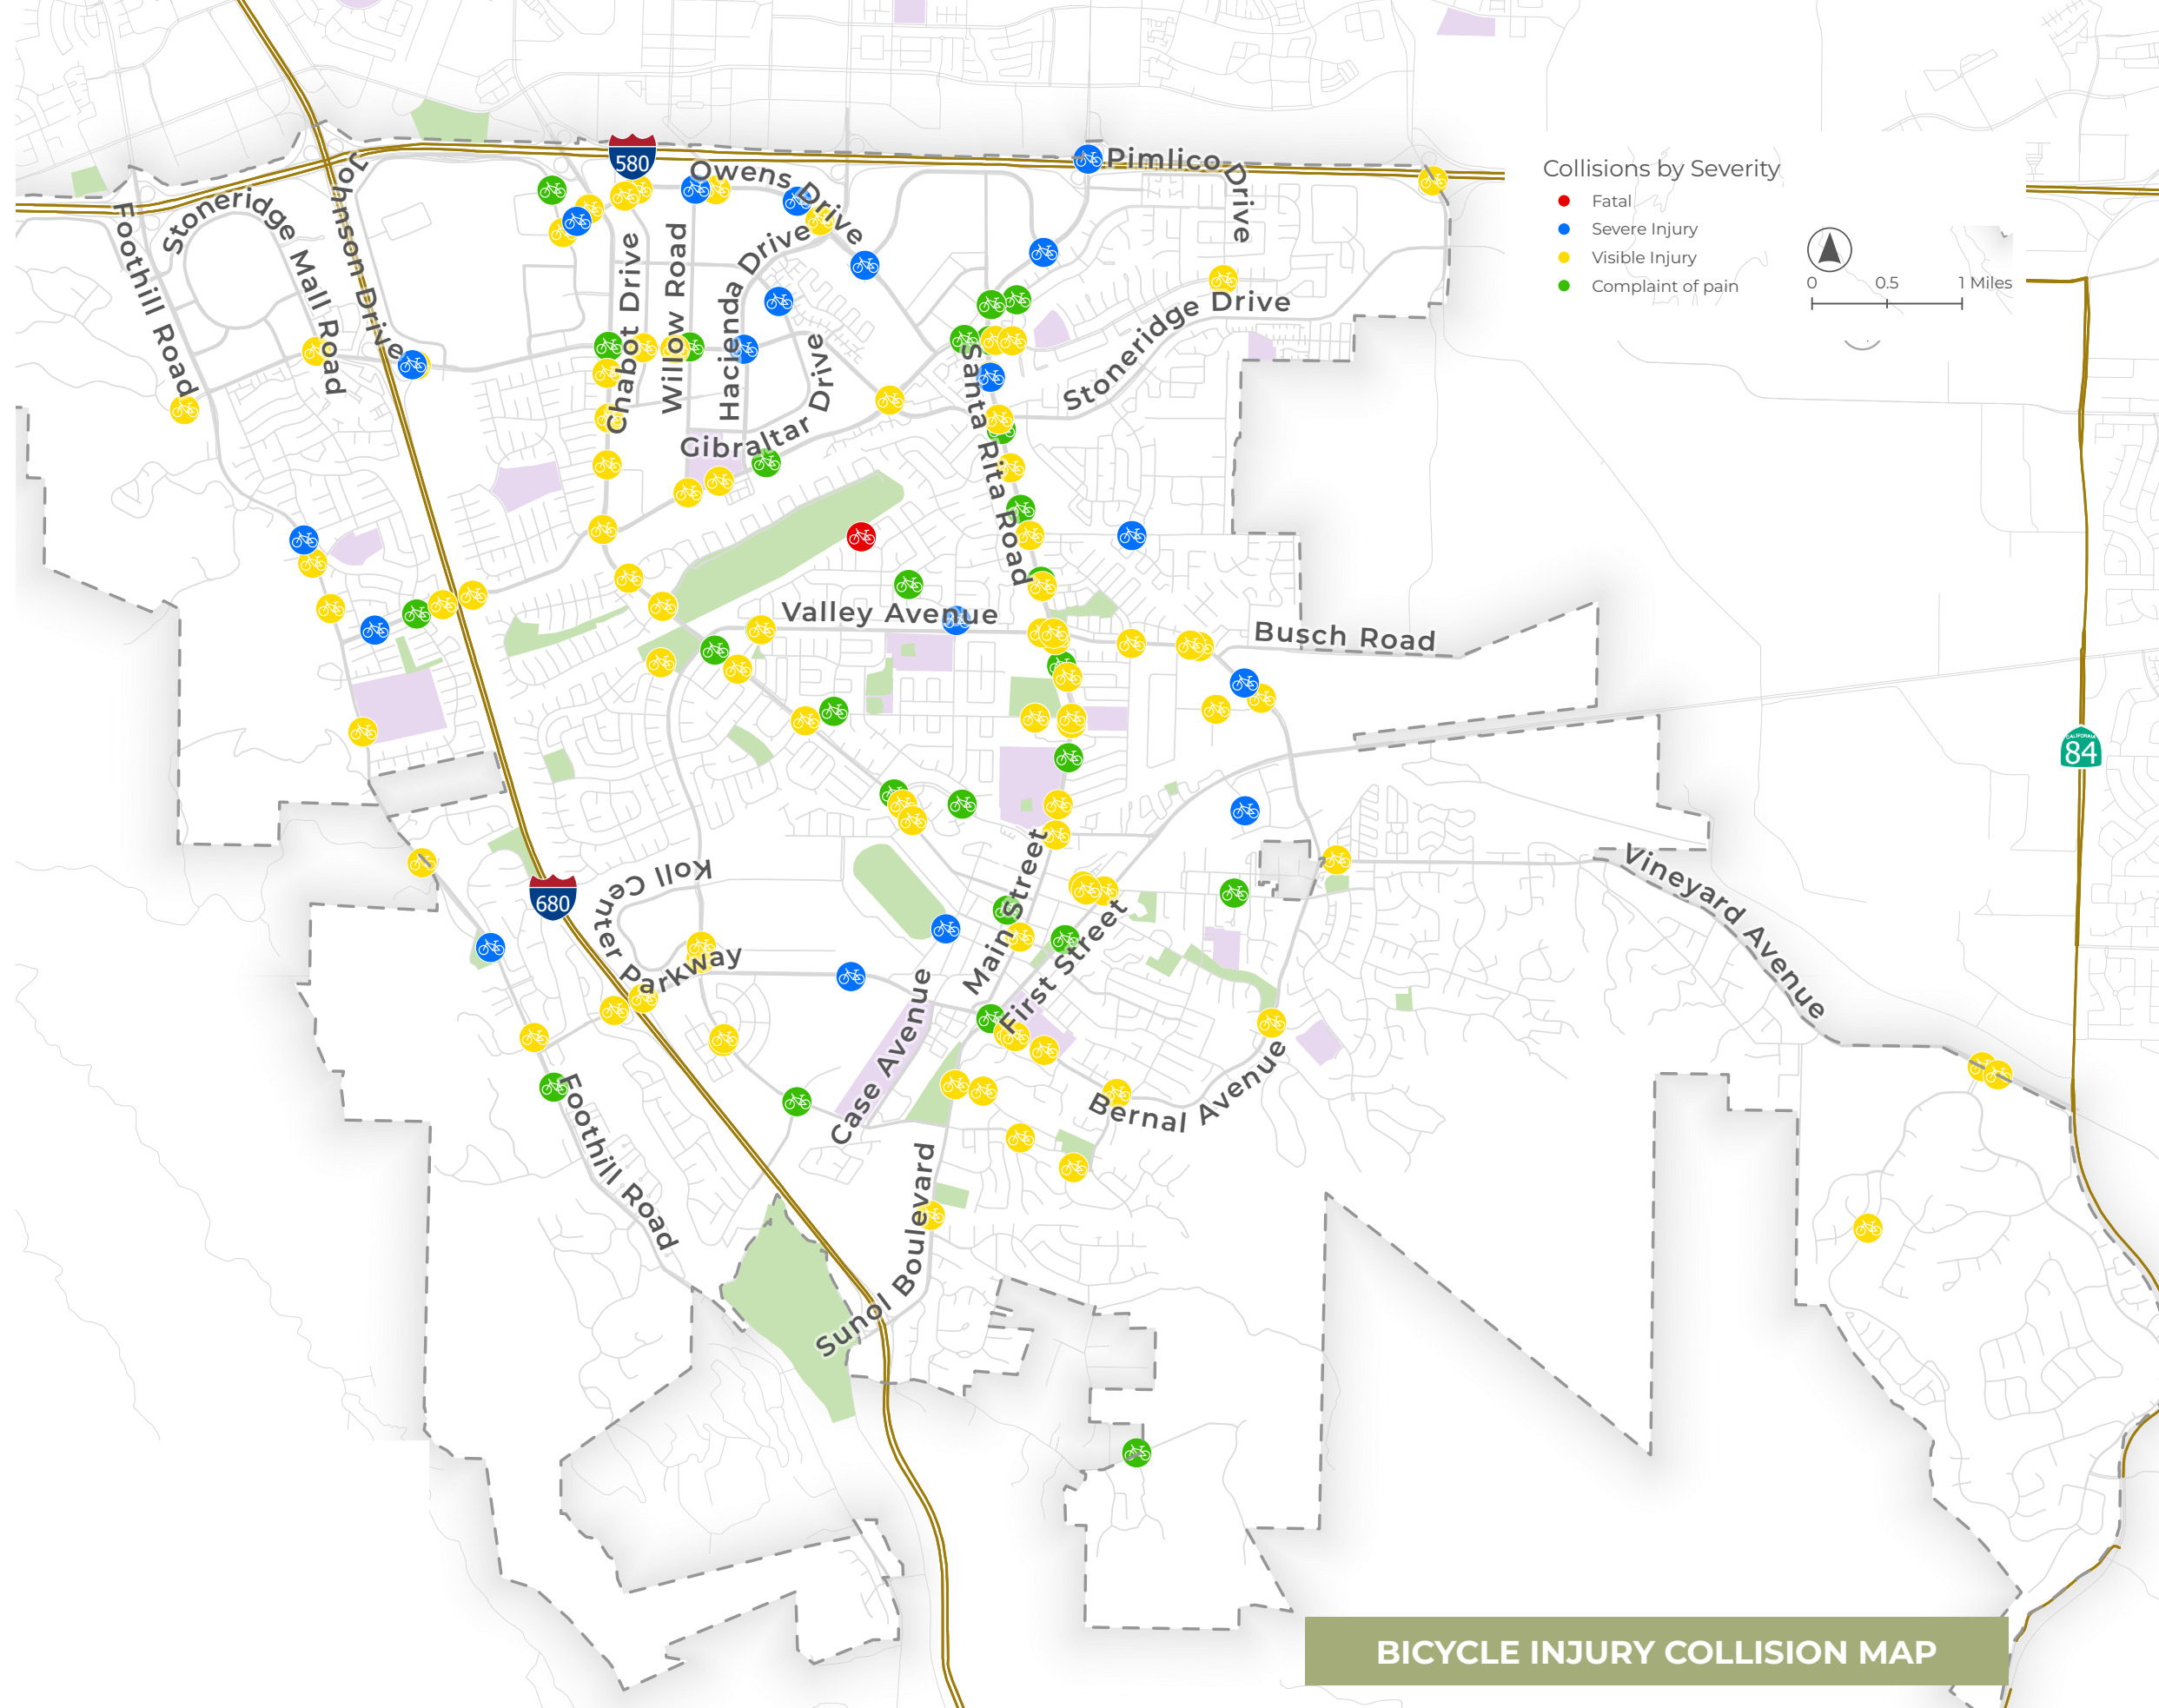 580
Owens Drive
Pimlico
Drive
Collisions by Severity
Fatal
Severe Injury
Visible Injury
Complaint of pain
0 0.5 1 Miles
Johnson Drive
Stoneridge Mall Road
Foothill Road
Chabot Drive
Willow Road
Hacienda Drive
Gibraltar Drive
Stoneridge Drive
Santa Rita Road
Valley Avenue
Busch Road
CALIFORNIA
84
Koll Center Parkway
680
Main Street
First Street
Vineyard Avenue
Case Avenue
Bernal Avenue
Foothill Road
Sunol Boulevard
BICYCLE INJURY COLLISION MAP